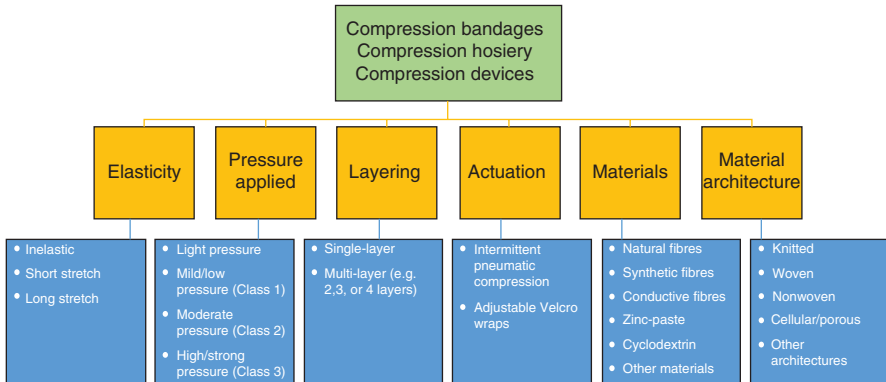 Compression bandages
Compression hosiery
Compression devices
Elasticity
Pressure
applied
Layering
Actuation
Materials
Material
architecture
• Inelastic
• Short stretch
• Long stretch
• Light pressure
• Mild/low
pressure (Class 1)
• Moderate
pressure (Class 2)
• High/strong
pressure (Class 3)
• Single-layer
• Multi-layer (e.g.
2,3, or 4 layers)
• Intermittent
pneumatic
compression
• Adjustable Velcro
wraps
• Natural fibres
• Synthetic fibres
• Conductive fibres
• Zinc-paste
• Cyclodextrin
• Other materials
• Knitted
• Woven
• Nonwoven
• Cellular/porous
• Other
architectures